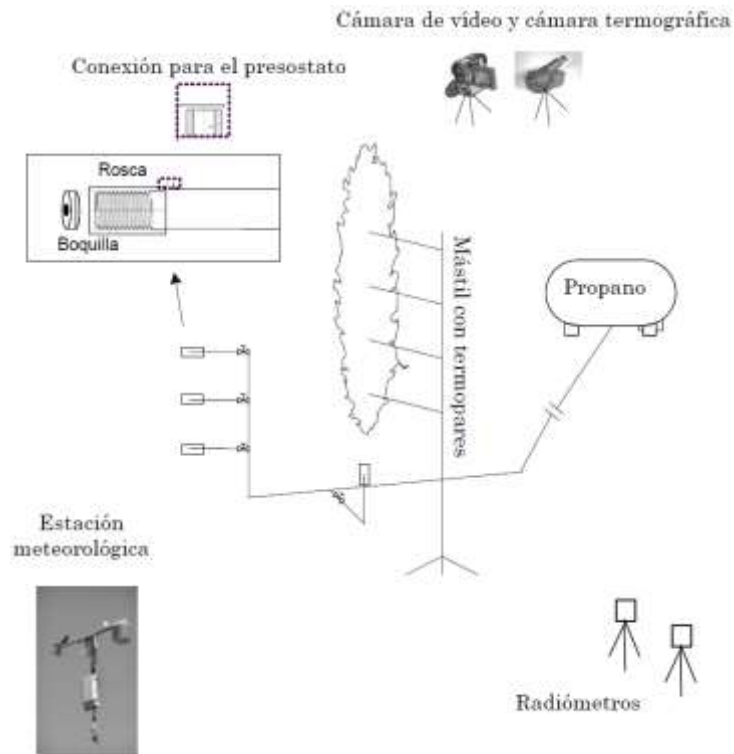 Cámara de vídeo y cámara termográfica
Conexión para el presostato
Rosca
Boquilla
Mástil con termopares
Propano
Estación
meteorológica
Radiómetros